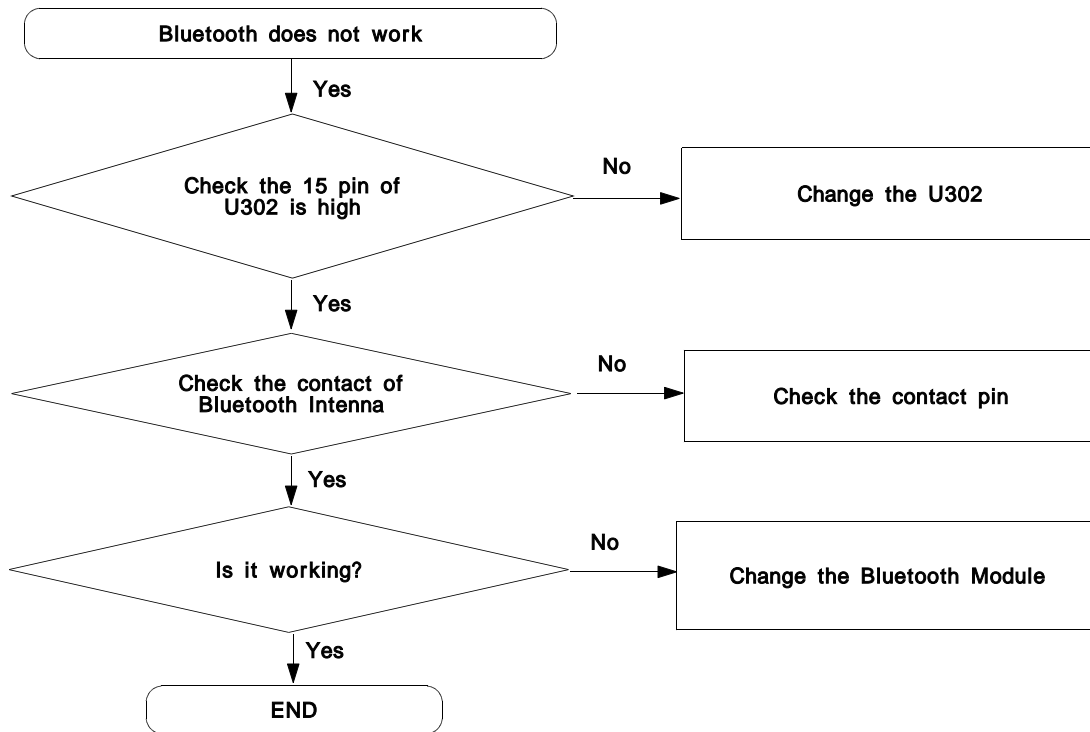 Bluetooth does not work
Yes
Check the 15 pin of
U302 is high
No
Change the U302
Yes
Check the contact of
Bluetooth Intenna
No
Check the contact pin
Yes
Is it working?
No
Change the Bluetooth Module
Yes
END